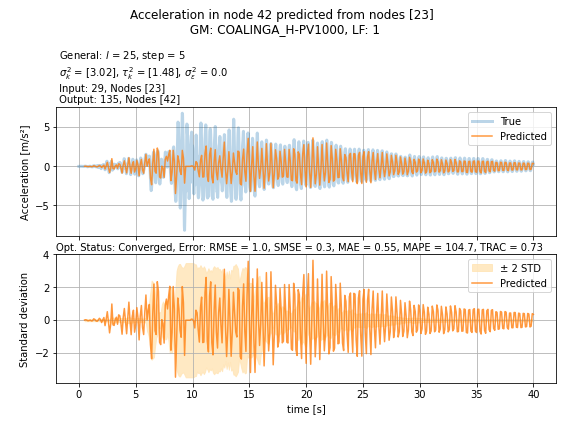 Acceleration in node 42 predicted from nodes [23]
GM: COALINGA_H-PV1000, LF: 1
General: l = 25, step = 5
σ²ₖ = [3.02], τ²ₖ = [1.48], σ²ε = 0.0
Input: 29, Nodes [23]
Output: 135, Nodes [42]
Acceleration [m/s²]
5
0
−5
True
Predicted
Opt. Status: Converged, Error: RMSE = 1.0, SMSE = 0.3, MAE = 0.55, MAPE = 104.7, TRAC = 0.73
Standard deviation
4
2
0
−2
± 2 STD
Predicted
0 5 10 15 20 25 30 35 40
time [s]